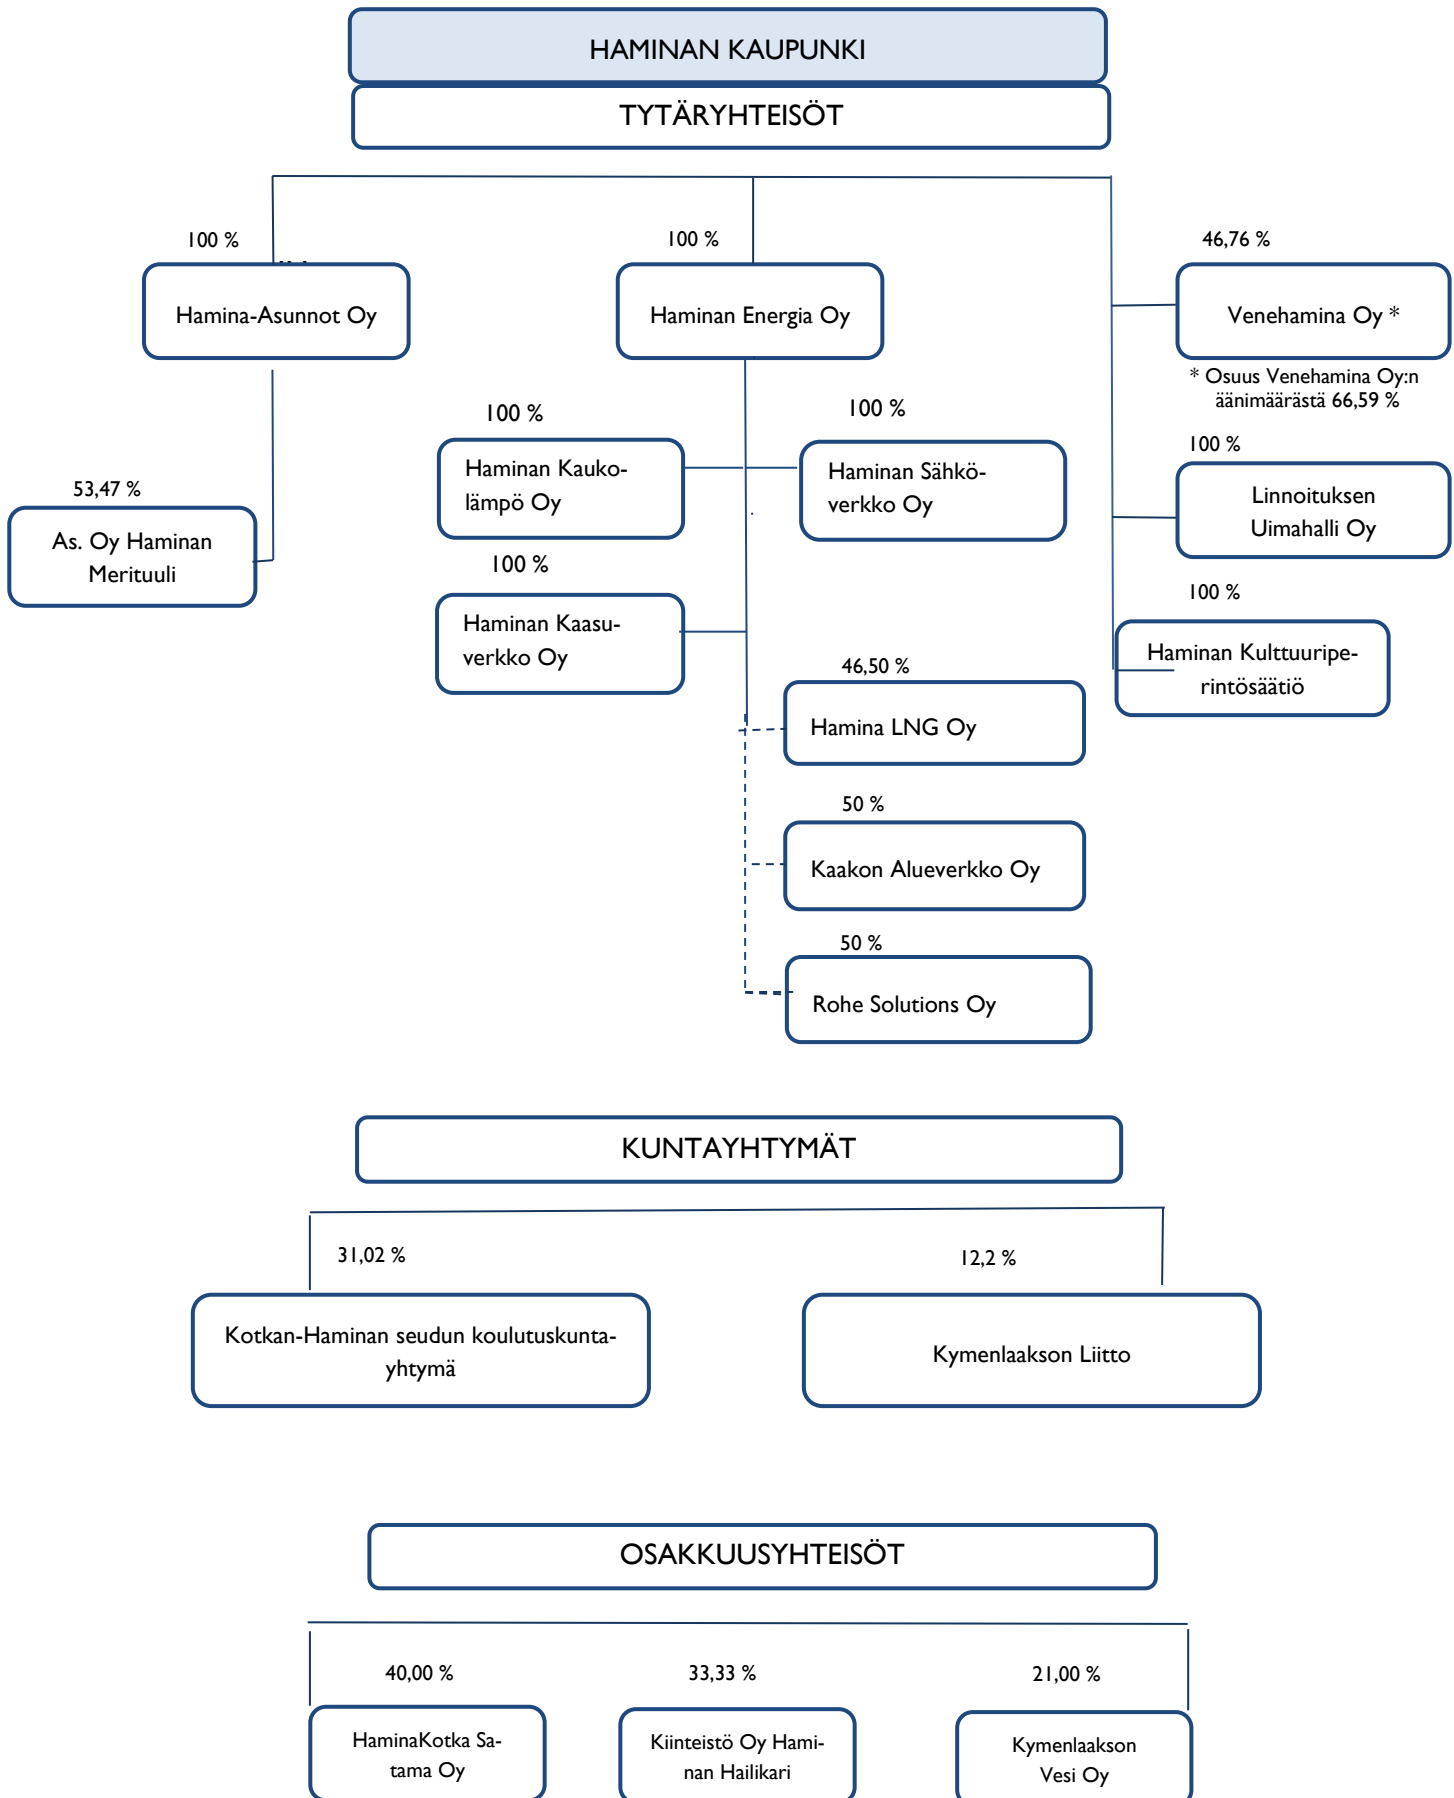 HAMINAN KAUPUNKI
TYTÄRYHTEISÖT
100 %
100 %
46,76 %
Hamina-Asunnot Oy
Haminan Energia Oy
Venehamina Oy *
* Osuus Venehamina Oy:n
äänimäärästä 66,59 %
100 %
100 %
100 %
Haminan Kauko-
lämpö Oy
Haminan Sähkö-
verkko Oy
Linnoituksen
Uimahalli Oy
53,47 %
As. Oy Haminan
Merituuli
100 %
100 %
Haminan Kaasu-
verkko Oy
Haminan Kulttuuripe-
rintösäätiö
46,50 %
Hamina LNG Oy
50 %
Kaakon Alueverkko Oy
50 %
Rohe Solutions Oy
KUNTAYHTYMÄT
31,02 %
12,2 %
Kotkan-Haminan seudun koulutuskunta-
yhtymä
Kymenlaakson Liitto
OSAKKUUSYHTEISÖT
40,00 %
33,33 %
21,00 %
HaminaKotka Sa-
tama Oy
Kiinteistö Oy Hami-
nan Hailikari
Kymenlaakson
Vesi Oy